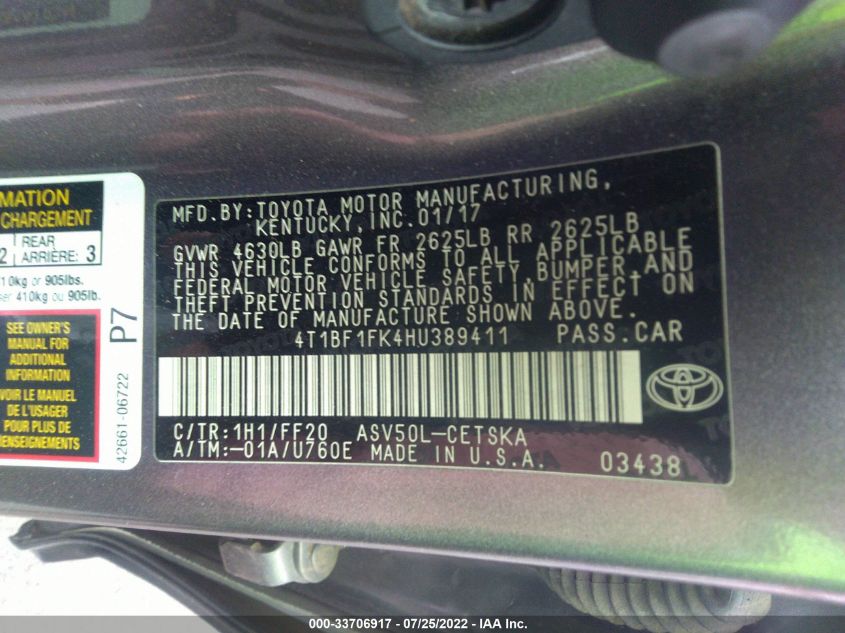 MATION
CHARGEMENT
2 REAR ARRIÈRE: 3
10kg or 905lbs.
ser 410kg ou 905lb.
SEE OWNER'S
MANUAL FOR
ADDITIONAL
INFORMATION
VOIR LE MANUEL
DE L'USAGER
POUR PLUS DE
RENSEIGNEMENTS
P7
42661-06722
MFD.BY:TOYOTA MOTOR MANUFACTURING,
KENTUCKY,INC.01/17
GVWR 4630LB GAWR FR 2625LB RR 2625LB
THIS VEHICLE CONFORMS TO ALL APPLICABLE
FEDERAL MOTOR VEHICLE SAFETY,BUMPER,AND
THEFT PREVENTION STANDARDS IN EFFECT ON
THE DATE OF MANUFACTURE SHOWN ABOVE.
4T1BF1FK4HU389411 PASS.CAR
C/TR:1H1/FF20 ASV50L-CETSKA
A/TM:-01A/U760E MADE IN U.S.A. 03438
000-33706917 - 07/25/2022 - IAA Inc.